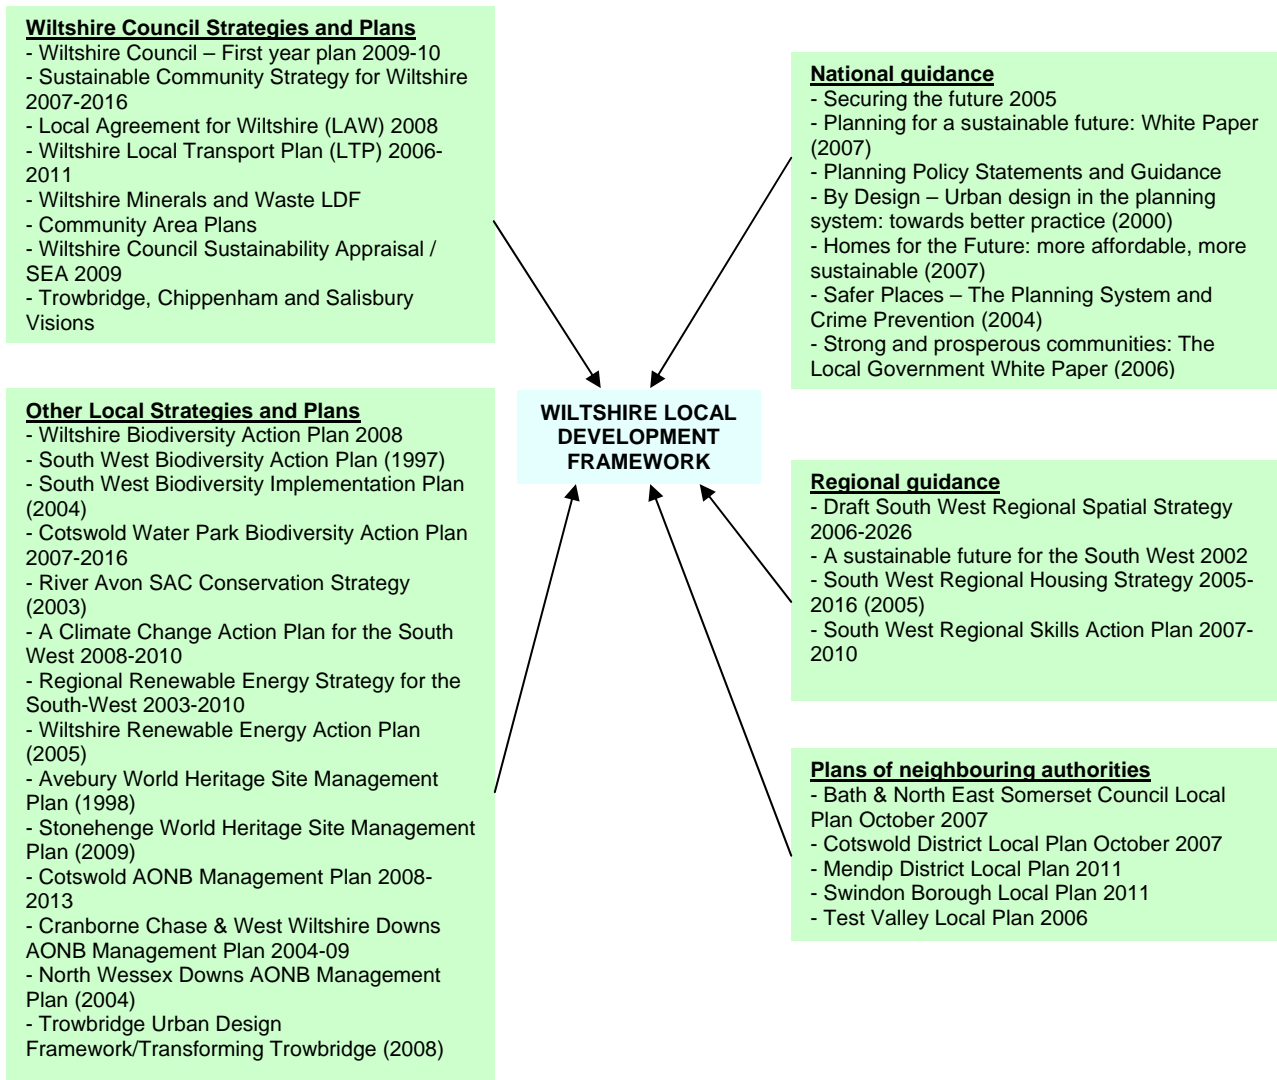 Wiltshire Council Strategies and Plans
- Wiltshire Council – First year plan 2009-10
- Sustainable Community Strategy for Wiltshire
2007-2016
- Local Agreement for Wiltshire (LAW) 2008
- Wiltshire Local Transport Plan (LTP) 2006-
2011
- Wiltshire Minerals and Waste LDF
- Community Area Plans
- Wiltshire Council Sustainability Appraisal /
SEA 2009
- Trowbridge, Chippenham and Salisbury
Visions
Other Local Strategies and Plans
- Wiltshire Biodiversity Action Plan 2008
- South West Biodiversity Action Plan (1997)
- South West Biodiversity Implementation Plan
(2004)
- Cotswold Water Park Biodiversity Action Plan
2007-2016
- River Avon SAC Conservation Strategy
(2003)
- A Climate Change Action Plan for the South
West 2008-2010
- Regional Renewable Energy Strategy for the
South-West 2003-2010
- Wiltshire Renewable Energy Action Plan
(2005)
- Avebury World Heritage Site Management
Plan (1998)
- Stonehenge World Heritage Site Management
Plan (2009)
- Cotswold AONB Management Plan 2008-
2013
- Cranborne Chase & West Wiltshire Downs
AONB Management Plan 2004-09
- North Wessex Downs AONB Management
Plan (2004)
- Trowbridge Urban Design
Framework/Transforming Trowbridge (2008)
WILTSHIRE LOCAL
DEVELOPMENT
FRAMEWORK
National guidance
- Securing the future 2005
- Planning for a sustainable future: White Paper
(2007)
- Planning Policy Statements and Guidance
- By Design – Urban design in the planning
system: towards better practice (2000)
- Homes for the Future: more affordable, more
sustainable (2007)
- Safer Places – The Planning System and
Crime Prevention (2004)
- Strong and prosperous communities: The
Local Government White Paper (2006)
Regional guidance
- Draft South West Regional Spatial Strategy
2006-2026
- A sustainable future for the South West 2002
- South West Regional Housing Strategy 2005-
2016 (2005)
- South West Regional Skills Action Plan 2007-
2010
Plans of neighbouring authorities
- Bath & North East Somerset Council Local
Plan October 2007
- Cotswold District Local Plan October 2007
- Mendip District Local Plan 2011
- Swindon Borough Local Plan 2011
- Test Valley Local Plan 2006